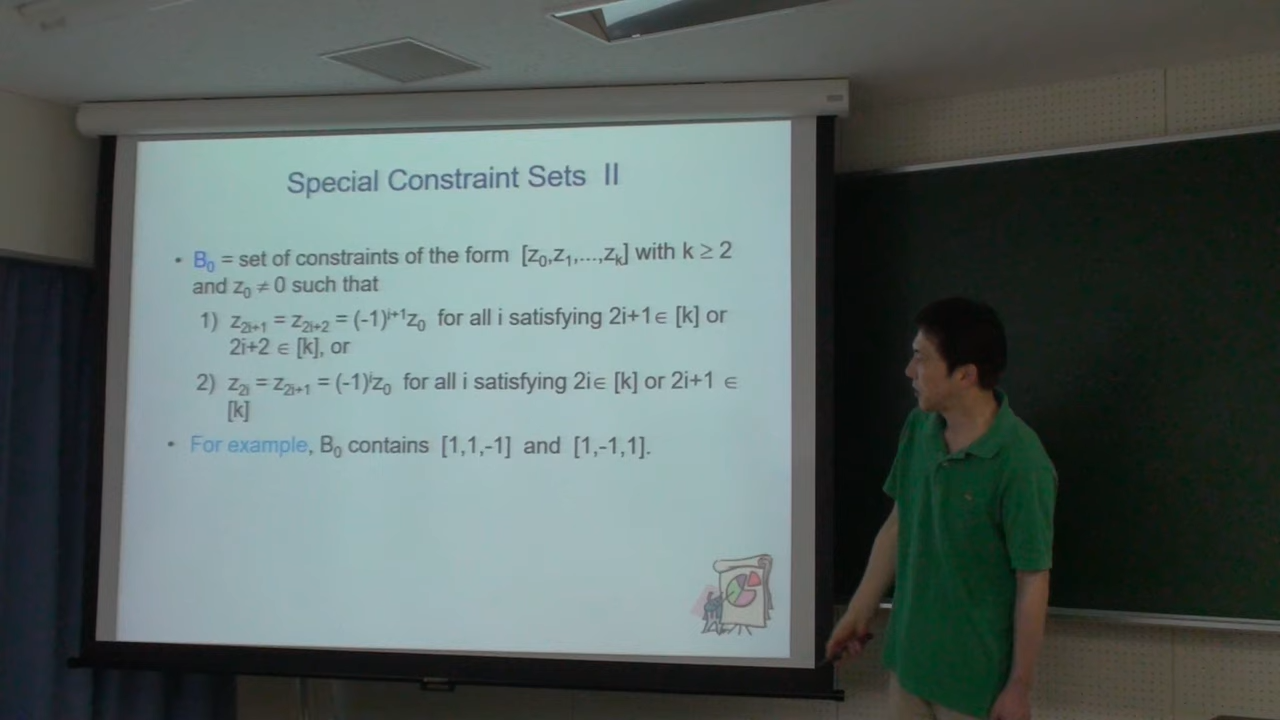 Special Constraint Sets II
• B₀ = set of constraints of the form [z₀,z₁,...,zₖ] with k ≥ 2
and z₀ ≠ 0 such that
1) z₂ᵢ₊₁ = z₂ᵢ₊₂ = (-1)ⁱ⁺¹z₀ for all i satisfying 2i+1∈ [k] or
2i+2 ∈ [k], or
2) z₂ᵢ = z₂ᵢ₊₁ = (-1)ⁱz₀ for all i satisfying 2i∈ [k] or 2i+1 ∈
[k]
• For example, B₀ contains [1,1,-1] and [1,-1,1].